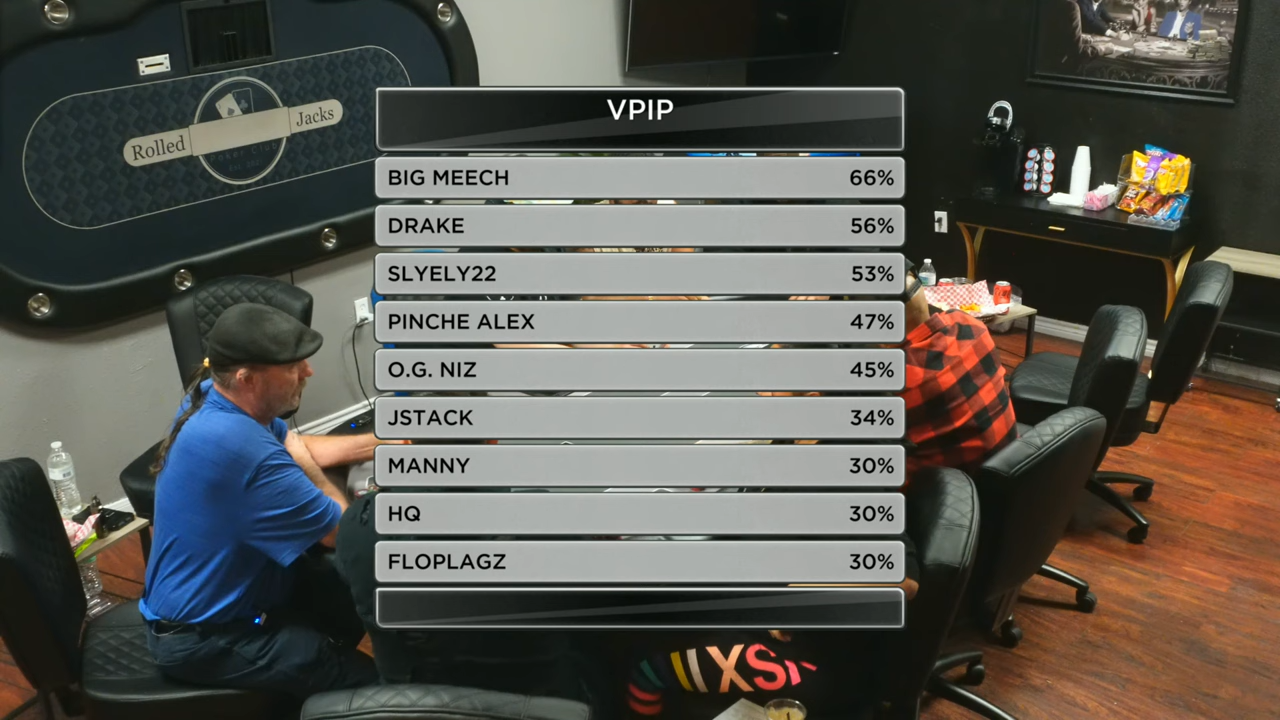 Rolled
Jacks
VPIP
BIG MEECH 66%
DRAKE 56%
SLYELY22 53%
PINCHE ALEX 47%
O.G. NIZ 45%
JSTACK 34%
MANNY 30%
HQ 30%
FLOPLAGZ 30%